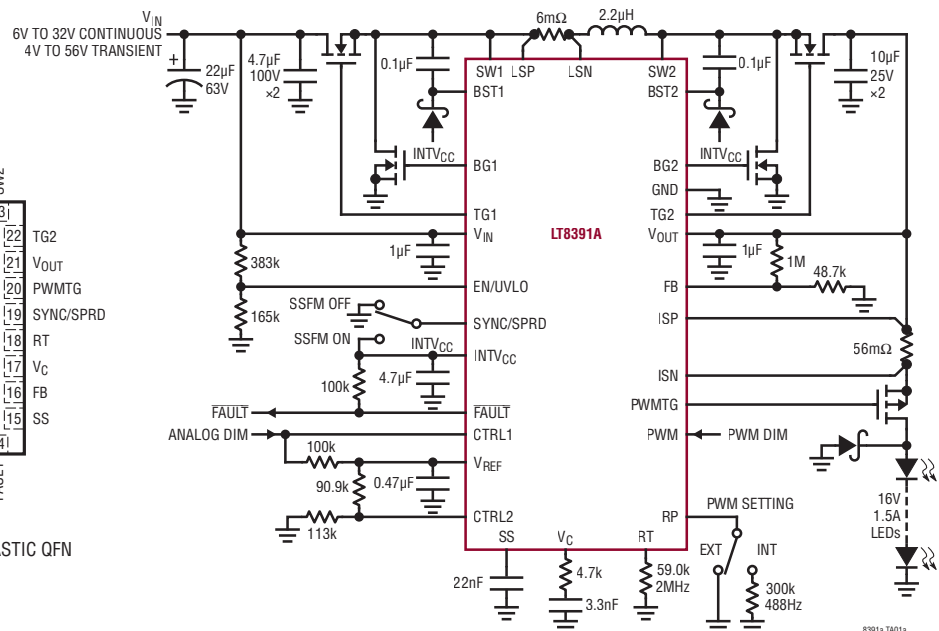 V_IN
6V TO 32V CONTINUOUS
4V TO 56V TRANSIENT
+
22µF
63V
4.7µF
100V
×2
0.1µF
6mΩ
2.2µH
0.1µF
10µF
25V
×2
SW1 LSP LSN SW2
BST1
BST2
INTV_CC
INTV_CC
BG1
BG2
GND
TG1
TG2
V_IN
LT8391A
V_OUT
1µF
1µF
383k
1M
48.7k
EN/UVLO
FB
165k
SSFM OFF
SYNC/SPRD
ISP
SSFM ON
INTV_CC
INTV_CC
56mΩ
4.7µF
ISN
100k
PWMTG
FAULT
FAULT
ANALOG DIM
CTRL1
PWM
PWM DIM
100k
V_REF
90.9k
0.47µF
16V
1.5A
LEDs
CTRL2
RP
PWM SETTING
113k
SS V_C RT
EXT INT
22nF
4.7k
3.3nF
59.0k
2MHz
300k
488Hz
8391a TA01a
SW2
22 TG2
21 V_OUT
20 PWMTG
19 SYNC/SPRD
18 RT
17 V_C
16 FB
15 SS
FAULT
ASTIC QFN